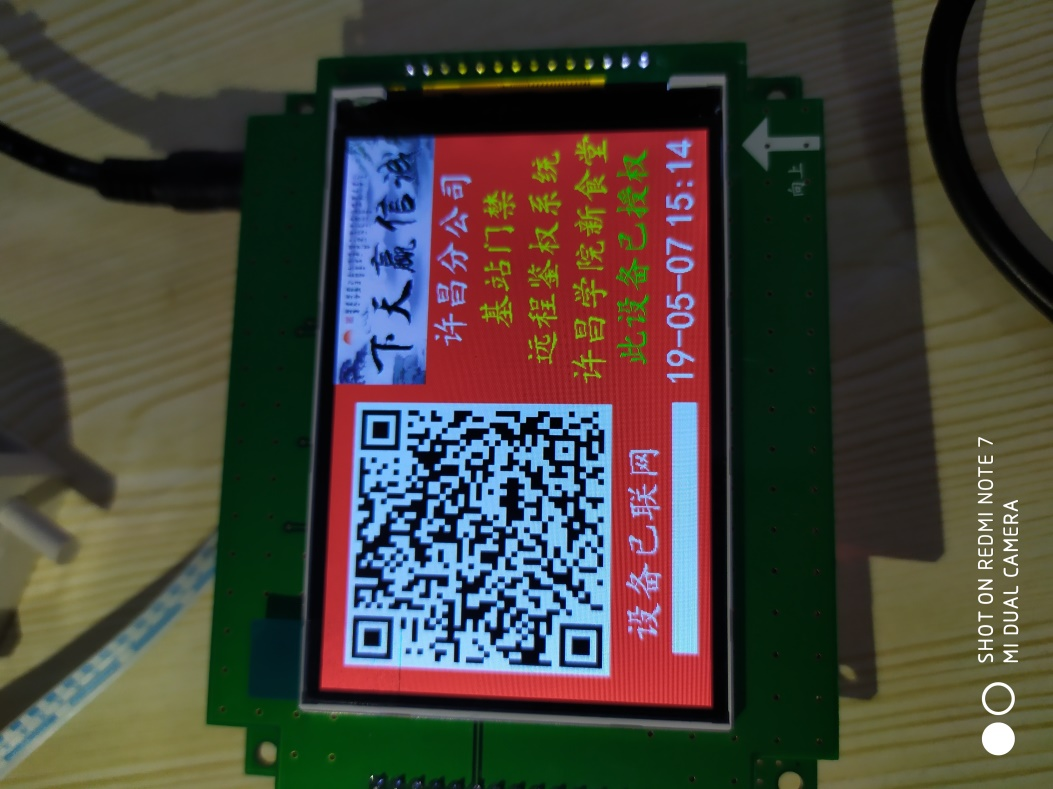 下天赢信诚
许昌分公司
基站门禁
远程鉴权系统
许昌学院新食堂
此设备已授权
19-05-07 15:14
设备已联网
向上
SHOT ON REDMI NOTE 7
MI DUAL CAMERA